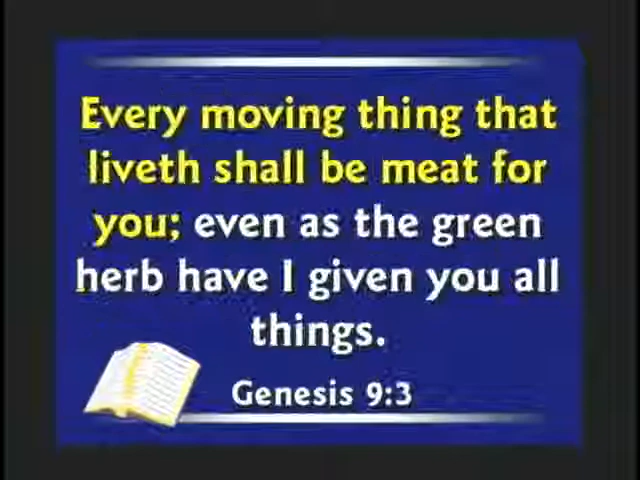 Every moving thing that
liveth shall be meat for
you; even as the green
herb have I given you all
things.
Genesis 9:3